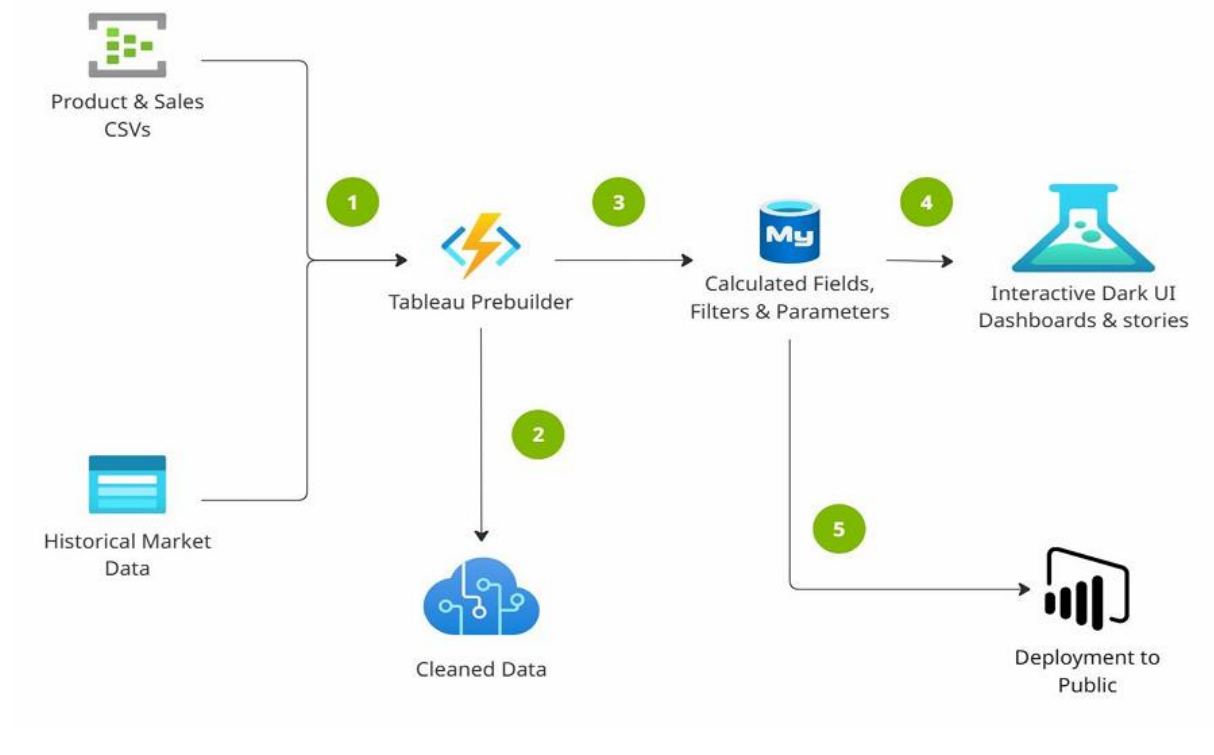 Product & Sales
CSVs
1
3
4
My
Tableau Prebuilder
Calculated Fields,
Filters & Parameters
Interactive Dark UI
Dashboards & stories
2
Historical Market
Data
5
Cleaned Data
Deployment to
Public